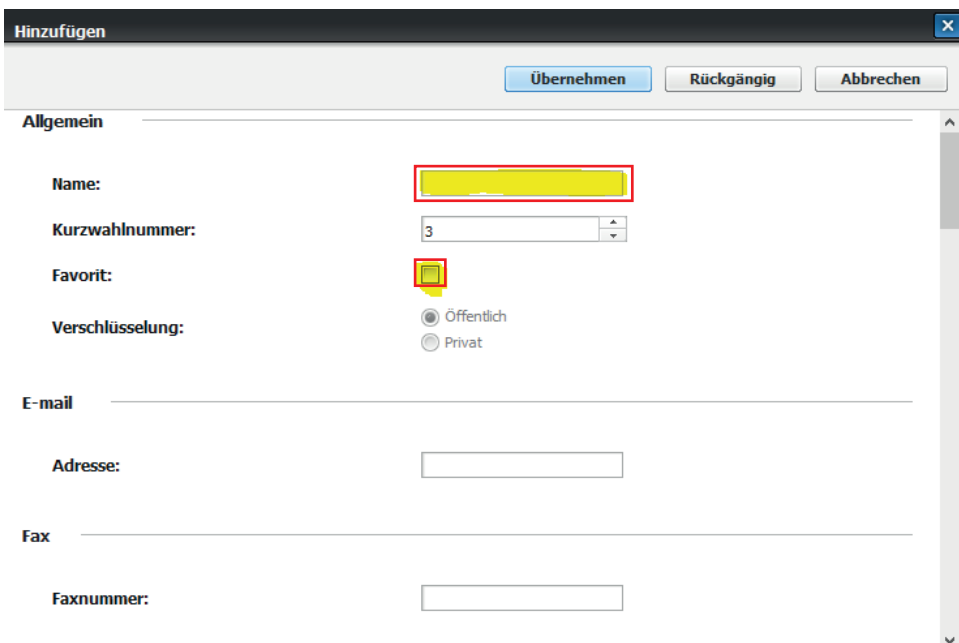 Hinzufügen
Übernehmen Rückgängig Abbrechen
Allgemein
Name:
Kurzwahlnummer: 3
Favorit:
Verschlüsselung: Öffentlich
Privat
E-mail
Adresse:
Fax
Faxnummer: